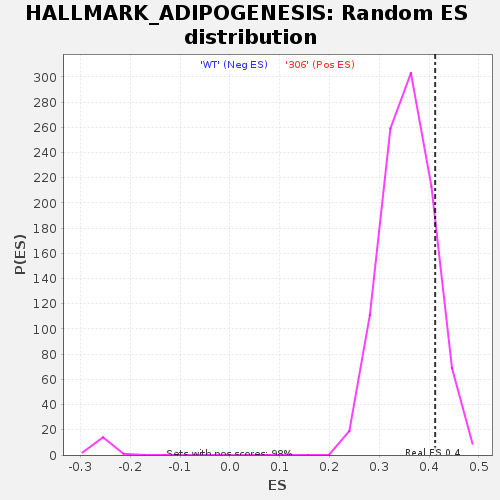 HALLMARK_ADIPOGENESIS: Random ES
distribution
'WT' (Neg ES) '306' (Pos ES)
P(ES)
300
280
260
240
220
200
180
160
140
120
100
80
60
40
20
0
Sets with pos scores: 98%
Real ES 0.4
-0.3 -0.2 -0.1 0.0 0.1 0.2 0.3 0.4 0.5
ES